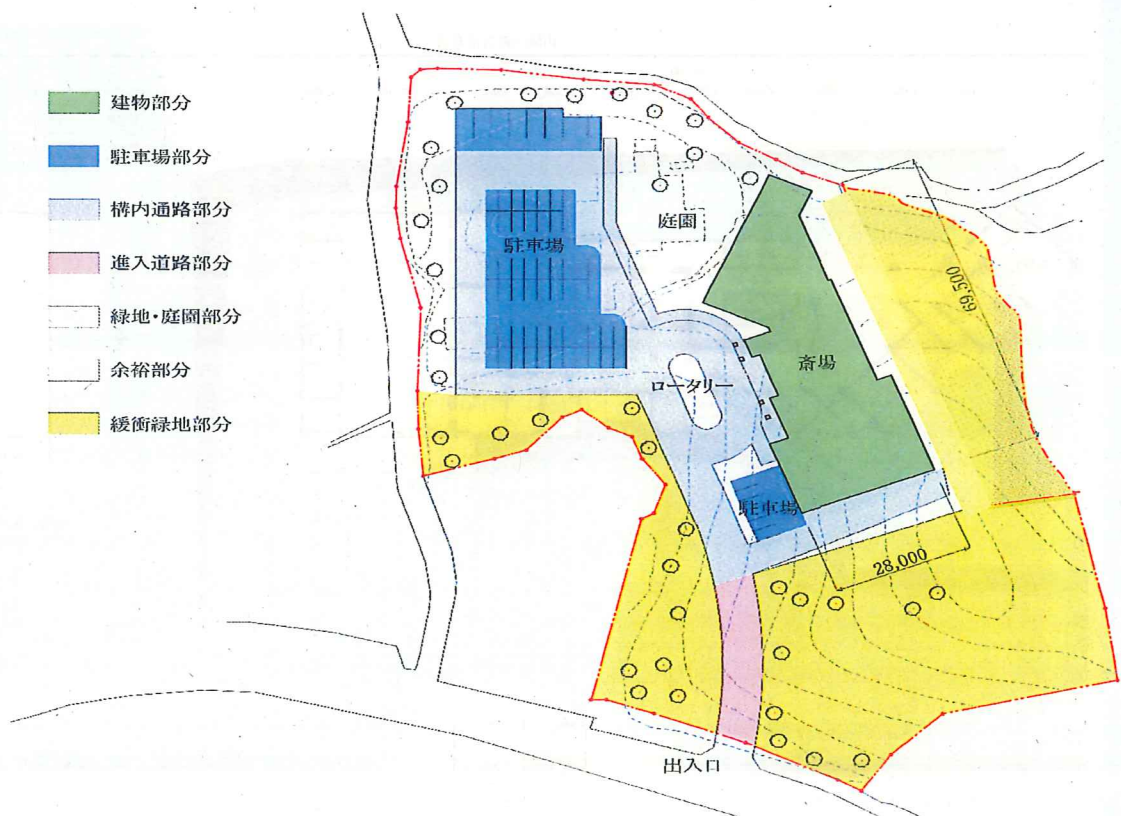 建物部分
駐車場部分
構内通路部分
進入道路部分
緑地・庭園部分
余裕部分
緩衝緑地部分
駐車場
庭園
斎場
ロータリー
駐車場
69,500
28,000
出入口